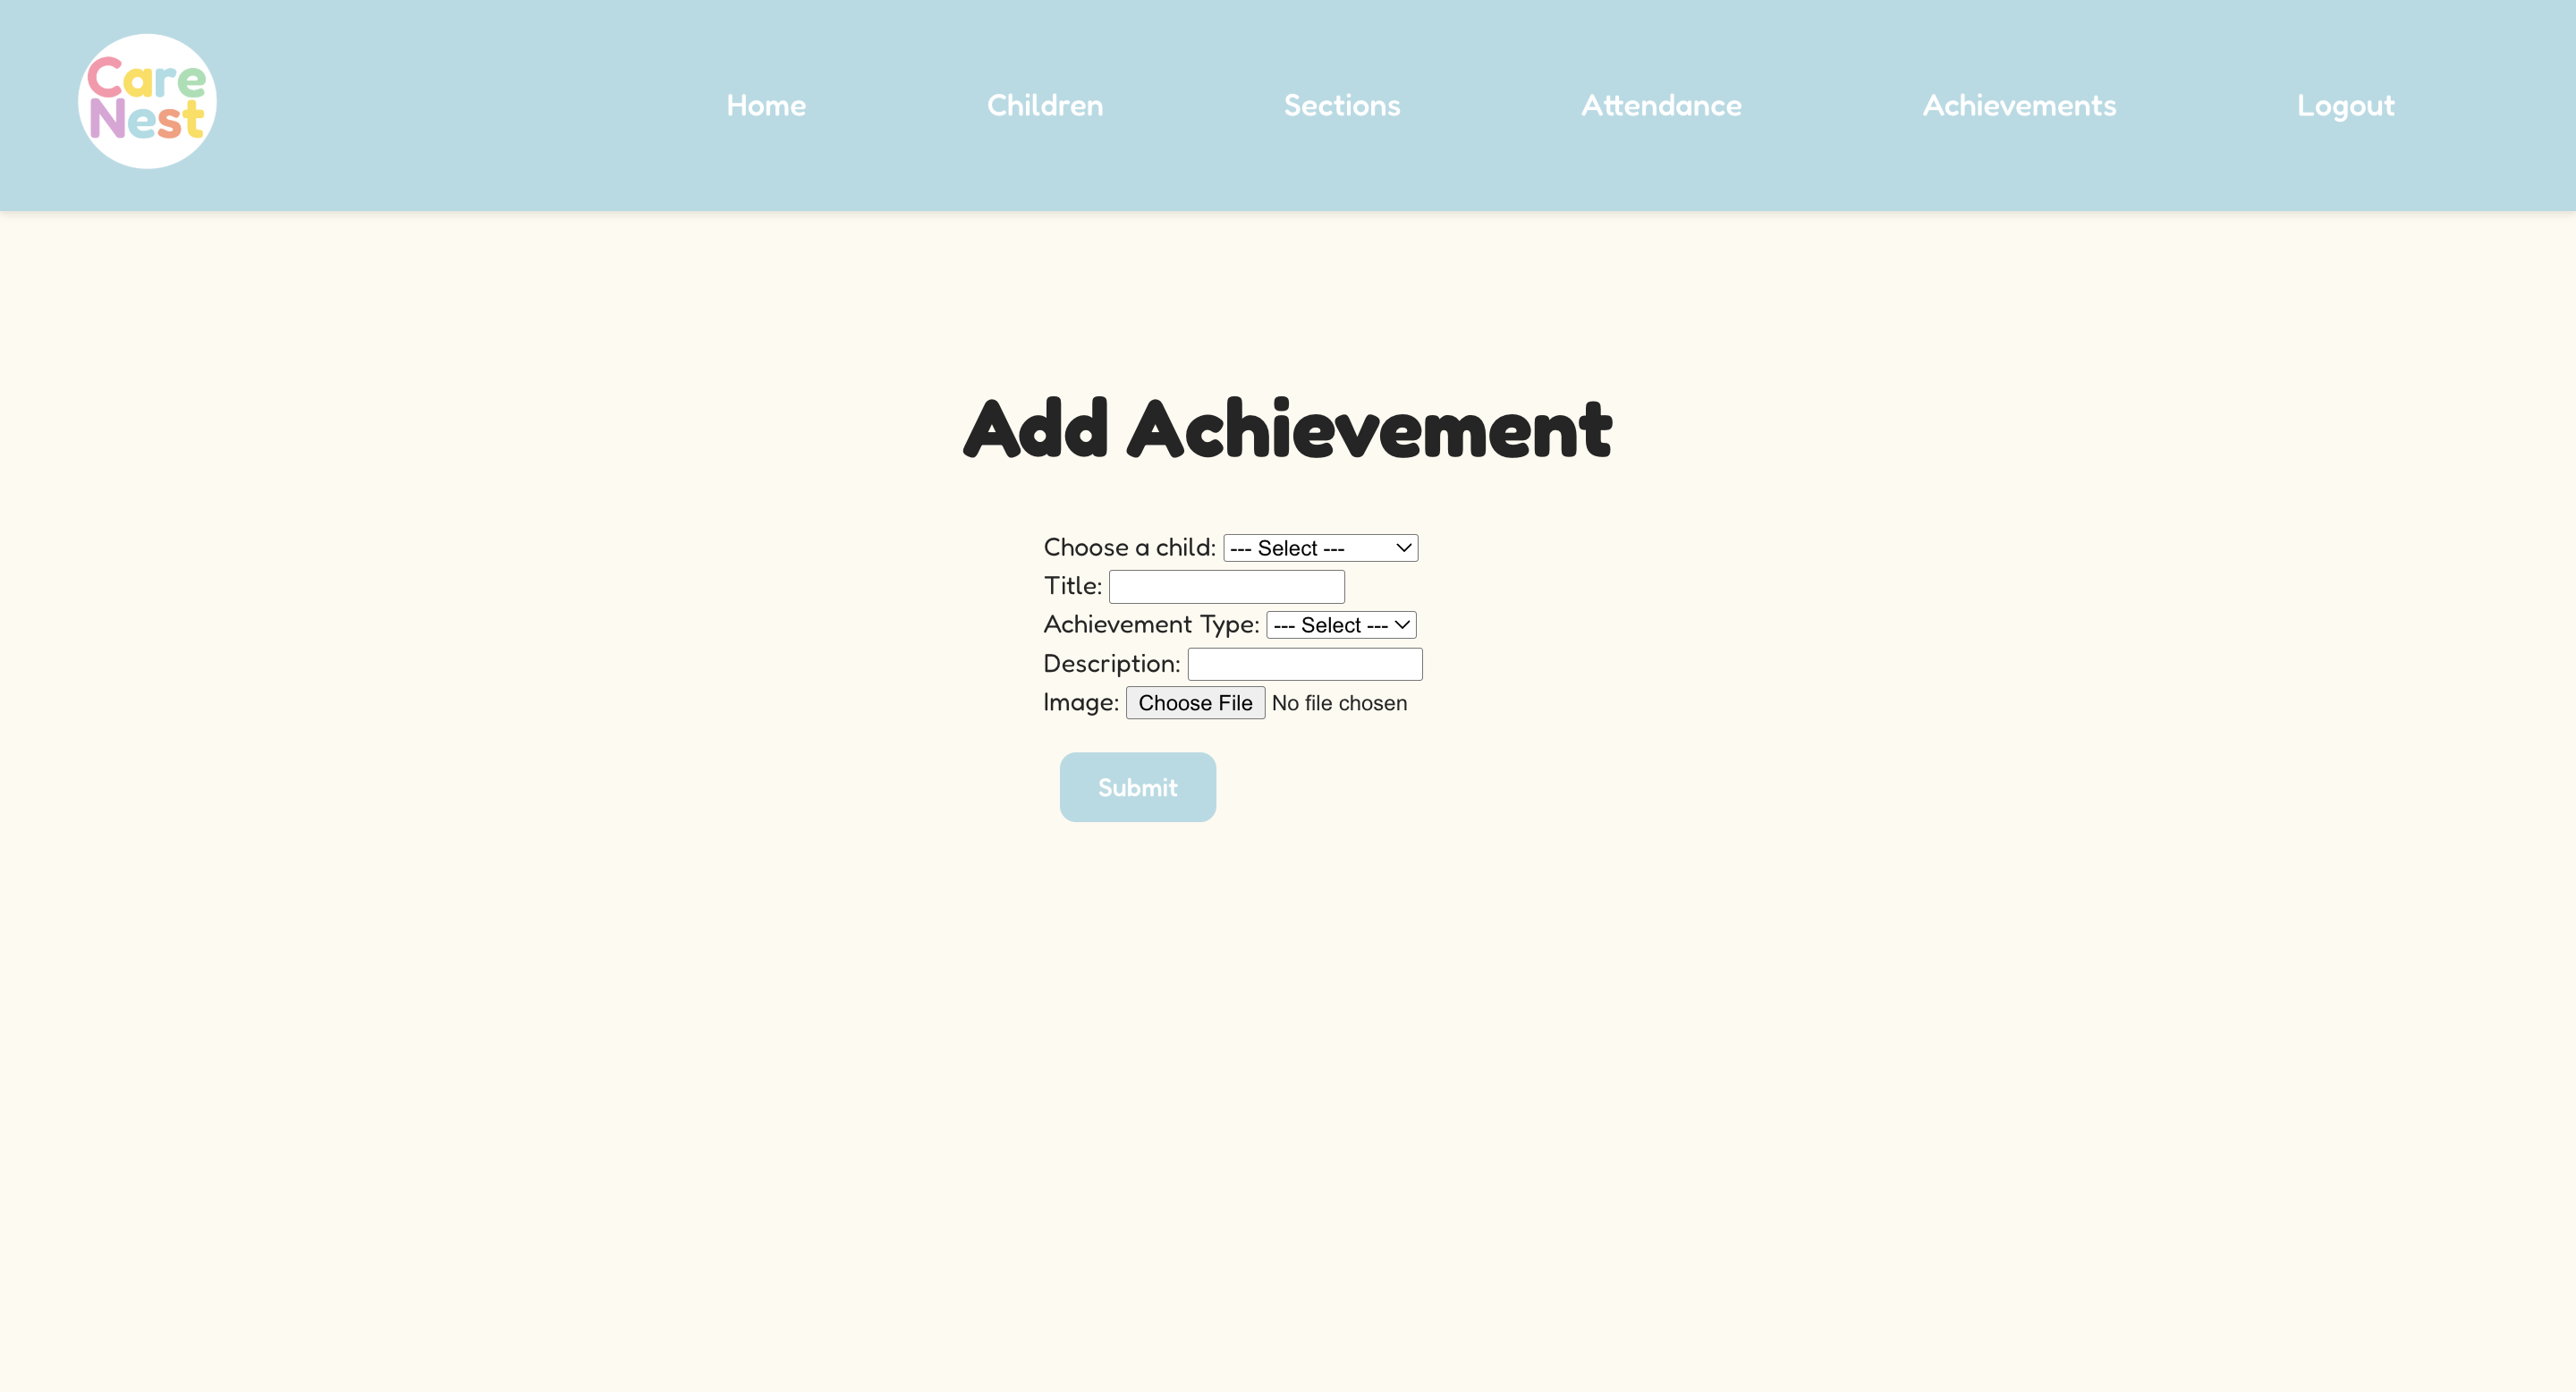 Care
Nest
Home Children Sections Attendance Achievements Logout
Add Achievement
Choose a child: --- Select ---
Title:
Achievement Type: --- Select ---
Description:
Image: Choose File No file chosen
Submit